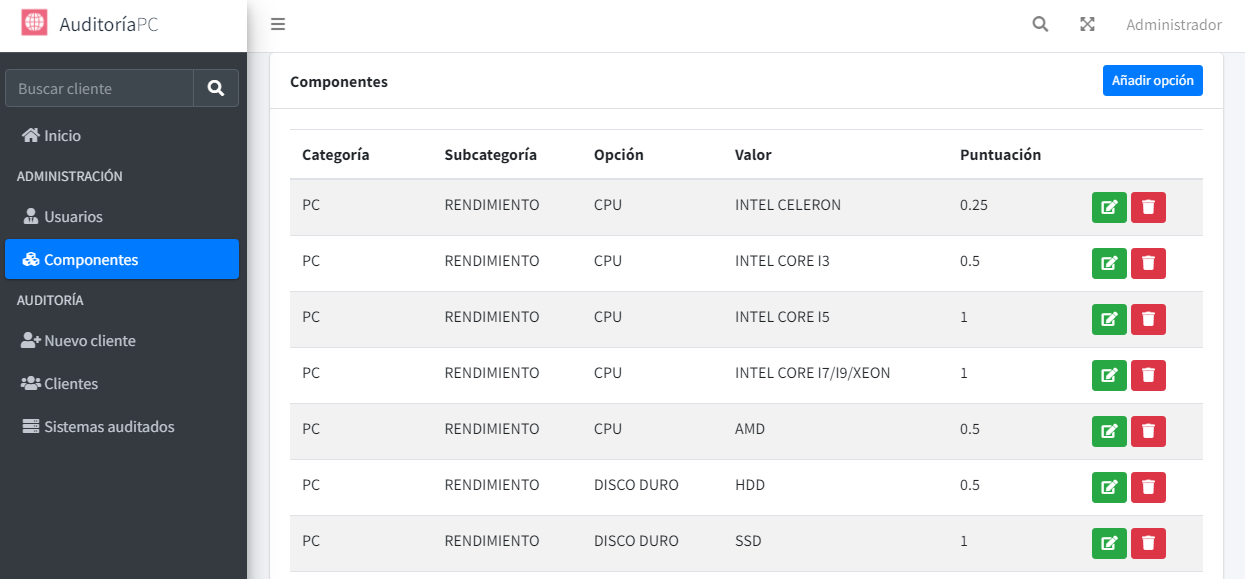 AuditoríaPC
Administrador
Buscar cliente
Inicio
ADMINISTRACIÓN
Usuarios
Componentes
AUDITORÍA
Nuevo cliente
Clientes
Sistemas auditados
Componentes
Añadir opción
Categoría Subcategoría Opción Valor Puntuación
PC RENDIMIENTO CPU INTEL CELERON 0.25
PC RENDIMIENTO CPU INTEL CORE I3 0.5
PC RENDIMIENTO CPU INTEL CORE I5 1
PC RENDIMIENTO CPU INTEL CORE I7/I9/XEON 1
PC RENDIMIENTO CPU AMD 0.5
PC RENDIMIENTO DISCO DURO HDD 0.5
PC RENDIMIENTO DISCO DURO SSD 1